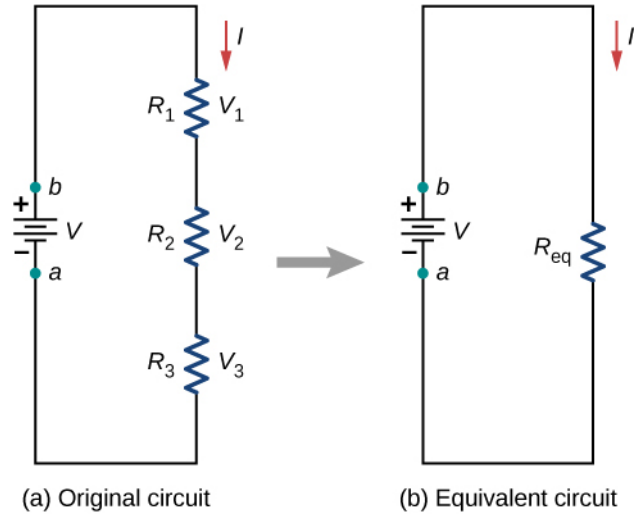 I
R1 V1
b
+
V
R2 V2
−
a
R3 V3
(a) Original circuit
I
b
+
V
Req
−
a
(b) Equivalent circuit